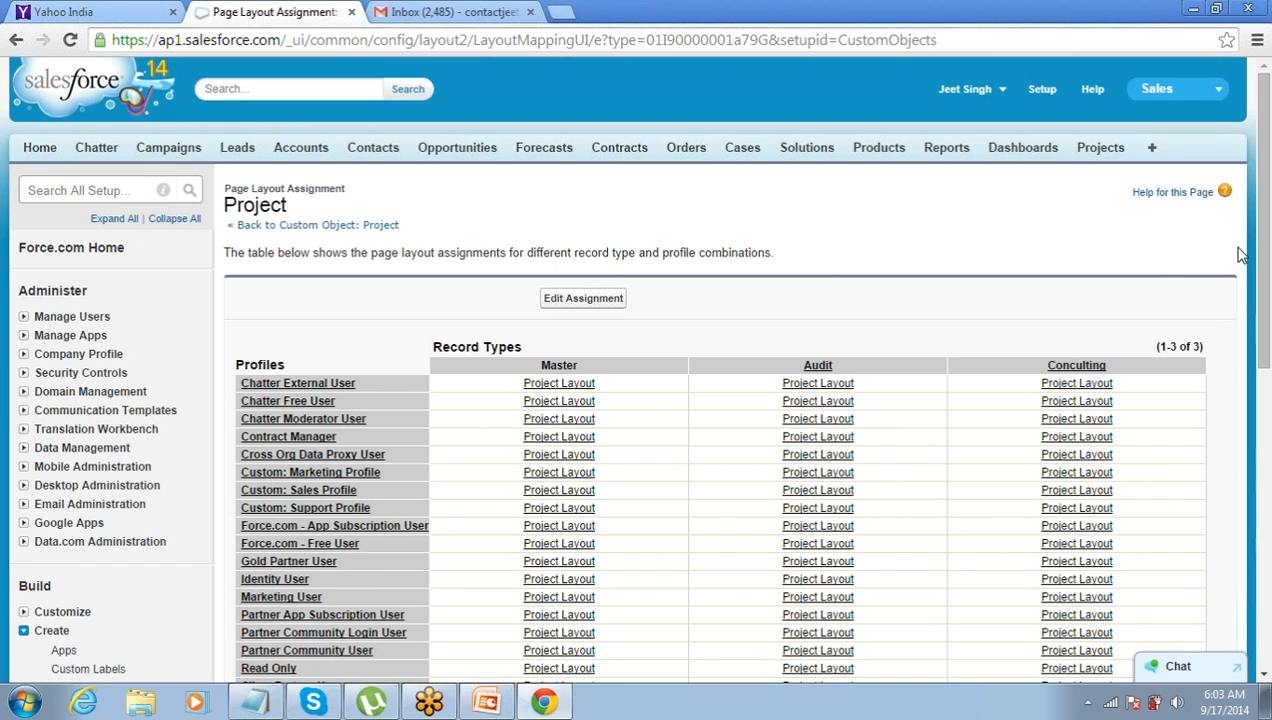 Yahoo India
Page Layout Assignment:
Inbox (2,485) - contactjeet
https://ap1.salesforce.com/_ui/common/config/layout2/LayoutMappingUI/e?type=01I90000001a79G&setupid=CustomObjects
salesforce 14
Search... Search
Jeet Singh Setup Help Sales
Home Chatter Campaigns Leads Accounts Contacts Opportunities Forecasts Contracts Orders Cases Solutions Products Reports Dashboards Projects +
Search All Setup...
Expand All | Collapse All
Force.com Home
Administer
Manage Users
Manage Apps
Company Profile
Security Controls
Domain Management
Communication Templates
Translation Workbench
Data Management
Mobile Administration
Desktop Administration
Email Administration
Google Apps
Data.com Administration
Build
Customize
Create
Apps
Custom Labels
Page Layout Assignment
Project
Help for this Page
« Back to Custom Object: Project
The table below shows the page layout assignments for different record type and profile combinations.
Edit Assignment
Record Types (1-3 of 3)
Profiles Master Audit Conculting
Chatter External User Project Layout Project Layout Project Layout
Chatter Free User Project Layout Project Layout Project Layout
Chatter Moderator User Project Layout Project Layout Project Layout
Contract Manager Project Layout Project Layout Project Layout
Cross Org Data Proxy User Project Layout Project Layout Project Layout
Custom: Marketing Profile Project Layout Project Layout Project Layout
Custom: Sales Profile Project Layout Project Layout Project Layout
Custom: Support Profile Project Layout Project Layout Project Layout
Force.com - App Subscription User Project Layout Project Layout Project Layout
Force.com - Free User Project Layout Project Layout Project Layout
Gold Partner User Project Layout Project Layout Project Layout
Identity User Project Layout Project Layout Project Layout
Marketing User Project Layout Project Layout Project Layout
Partner App Subscription User Project Layout Project Layout Project Layout
Partner Community Login User Project Layout Project Layout Project Layout
Partner Community User Project Layout Project Layout Project Layout
Read Only Project Layout Project Layout Project Layout
Chat
6:03 AM
9/17/2014